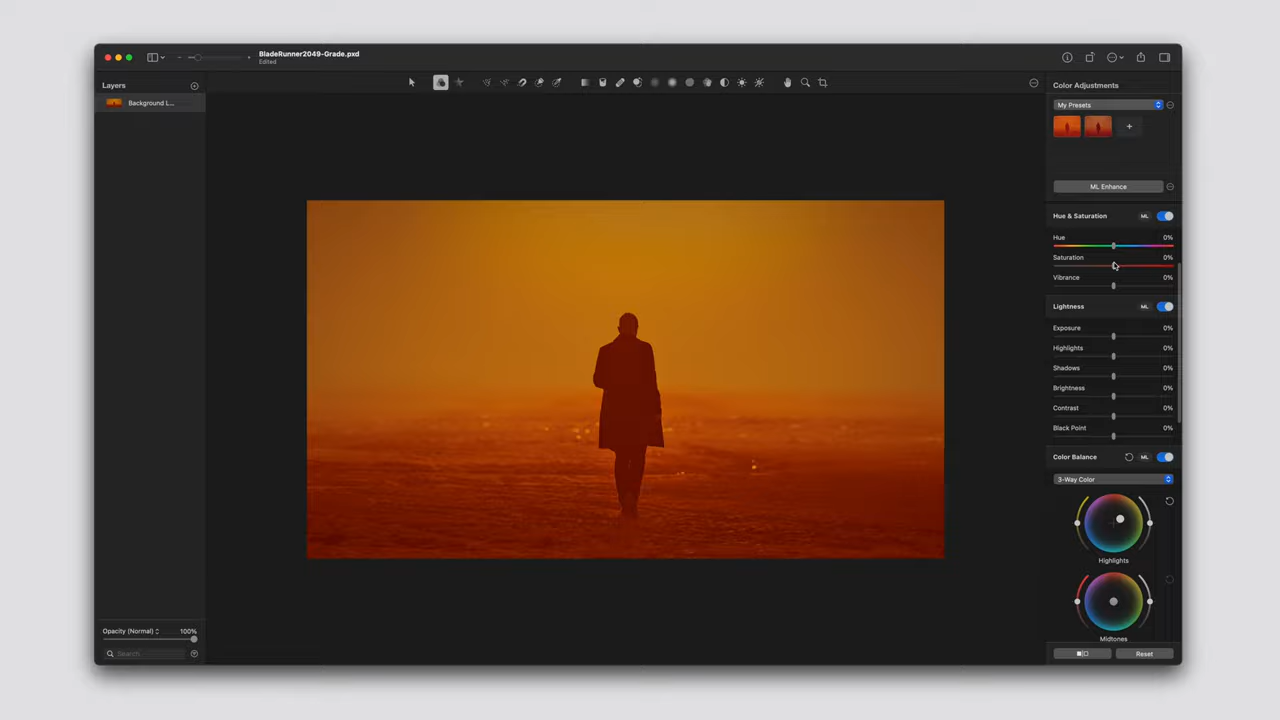 BladeRunner2049-Grade.pxd
Edited
Layers
Background L...
Color Adjustments
My Presets
ML Enhance
Hue & Saturation ML
Hue 0%
Saturation 0%
Vibrance 0%
Lightness ML
Exposure 0%
Highlights 0%
Shadows 0%
Brightness 0%
Contrast 0%
Black Point 0%
Color Balance ML
3-Way Color
Highlights
Midtones
Opacity (Normal) 100%
Search
Reset